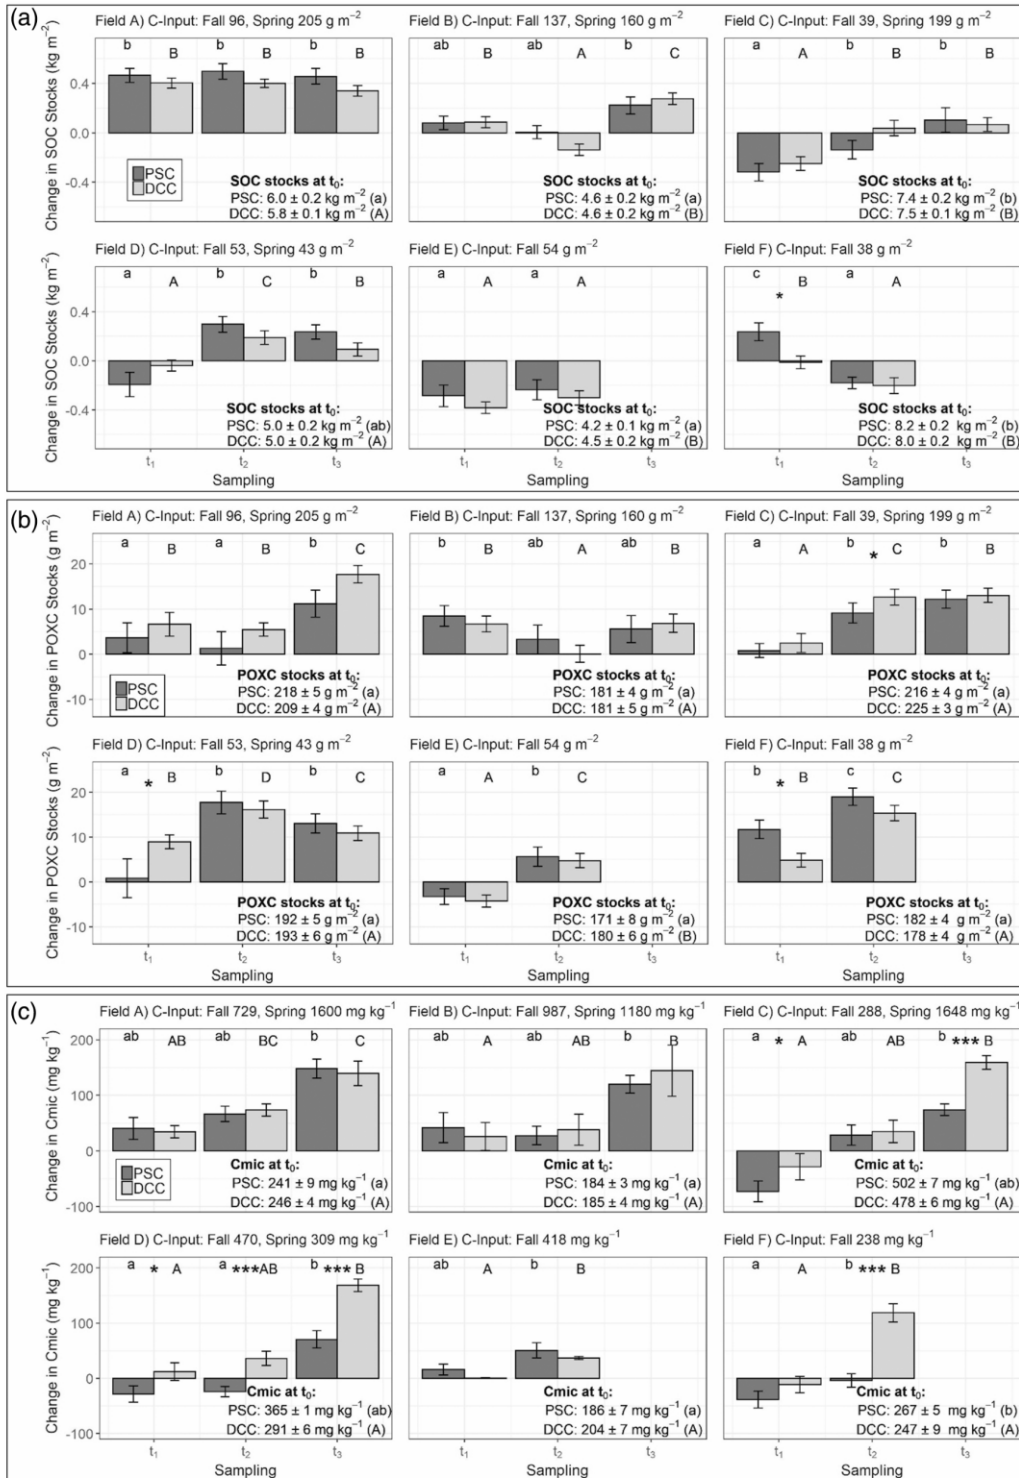 (a)
Field A) C-Input: Fall 96, Spring 205 g m⁻²
Field B) C-Input: Fall 137, Spring 160 g m⁻²
Field C) C-Input: Fall 39, Spring 199 g m⁻²
Change in SOC Stocks (kg m⁻²)
b B b B b B
ab B ab A b C
a A b B b B
0.4
0.0
-0.4
PSC
DCC
SOC stocks at t₀:
PSC: 6.0 ± 0.2 kg m⁻² (a)
DCC: 5.8 ± 0.1 kg m⁻² (A)
SOC stocks at t₀:
PSC: 4.6 ± 0.2 kg m⁻² (a)
DCC: 4.6 ± 0.2 kg m⁻² (B)
SOC stocks at t₀:
PSC: 7.4 ± 0.2 kg m⁻² (b)
DCC: 7.5 ± 0.1 kg m⁻² (B)
Field D) C-Input: Fall 53, Spring 43 g m⁻²
Field E) C-Input: Fall 54 g m⁻²
Field F) C-Input: Fall 38 g m⁻²
Change in SOC Stocks (kg m⁻²)
a A b C b B
a A a A
c * B a A
0.4
0.0
-0.4
SOC stocks at t₀:
PSC: 5.0 ± 0.2 kg m⁻² (ab)
DCC: 5.0 ± 0.2 kg m⁻² (A)
SOC stocks at t₀:
PSC: 4.2 ± 0.1 kg m⁻² (a)
DCC: 4.5 ± 0.2 kg m⁻² (B)
SOC stocks at t₀:
PSC: 8.2 ± 0.2 kg m⁻² (b)
DCC: 8.0 ± 0.2 kg m⁻² (B)
t₁ t₂ t₃
t₁ t₂ t₃
t₁ t₂ t₃
Sampling
Sampling
Sampling
(b)
Field A) C-Input: Fall 96, Spring 205 g m⁻²
Field B) C-Input: Fall 137, Spring 160 g m⁻²
Field C) C-Input: Fall 39, Spring 199 g m⁻²
Change in POXC Stocks (g m⁻²)
a B a B b C
b B ab A ab B
a A b * C b B
20
10
0
-10
PSC
DCC
POXC stocks at t₀:
PSC: 218 ± 5 g m⁻² (a)
DCC: 209 ± 4 g m⁻² (A)
POXC stocks at t₀:
PSC: 181 ± 4 g m⁻² (a)
DCC: 181 ± 5 g m⁻² (A)
POXC stocks at t₀:
PSC: 216 ± 4 g m⁻² (a)
DCC: 225 ± 3 g m⁻² (A)
Field D) C-Input: Fall 53, Spring 43 g m⁻²
Field E) C-Input: Fall 54 g m⁻²
Field F) C-Input: Fall 38 g m⁻²
Change in POXC Stocks (g m⁻²)
a * B b D b C
a A b C
b * B c C
20
10
0
-10
POXC stocks at t₀:
PSC: 192 ± 5 g m⁻² (a)
DCC: 193 ± 6 g m⁻² (A)
POXC stocks at t₀:
PSC: 171 ± 8 g m⁻² (a)
DCC: 180 ± 6 g m⁻² (B)
POXC stocks at t₀:
PSC: 182 ± 4 g m⁻² (a)
DCC: 178 ± 4 g m⁻² (A)
t₁ t₂ t₃
t₁ t₂ t₃
t₁ t₂ t₃
Sampling
Sampling
Sampling
(c)
Field A) C-Input: Fall 729, Spring 1600 mg kg⁻¹
Field B) C-Input: Fall 987, Spring 1180 mg kg⁻¹
Field C) C-Input: Fall 288, Spring 1648 mg kg⁻¹
Change in Cmic (mg kg⁻¹)
ab AB ab BC b C
ab A ab AB b B
a * A ab AB b *** B
200
100
0
-100
PSC
DCC
Cmic at t₀:
PSC: 241 ± 9 mg kg⁻¹ (a)
DCC: 246 ± 4 mg kg⁻¹ (A)
Cmic at t₀:
PSC: 184 ± 3 mg kg⁻¹ (a)
DCC: 185 ± 4 mg kg⁻¹ (A)
Cmic at t₀:
PSC: 502 ± 7 mg kg⁻¹ (ab)
DCC: 478 ± 6 mg kg⁻¹ (A)
Field D) C-Input: Fall 470, Spring 309 mg kg⁻¹
Field E) C-Input: Fall 418 mg kg⁻¹
Field F) C-Input: Fall 238 mg kg⁻¹
Change in Cmic (mg kg⁻¹)
a * A a *** AB b *** B
ab A b B
a A b *** B
200
100
0
-100
Cmic at t₀:
PSC: 365 ± 1 mg kg⁻¹ (ab)
DCC: 291 ± 6 mg kg⁻¹ (A)
Cmic at t₀:
PSC: 186 ± 7 mg kg⁻¹ (a)
DCC: 204 ± 7 mg kg⁻¹ (A)
Cmic at t₀:
PSC: 267 ± 5 mg kg⁻¹ (b)
DCC: 247 ± 9 mg kg⁻¹ (A)
t₁ t₂ t₃
t₁ t₂ t₃
t₁ t₂ t₃
Sampling
Sampling
Sampling